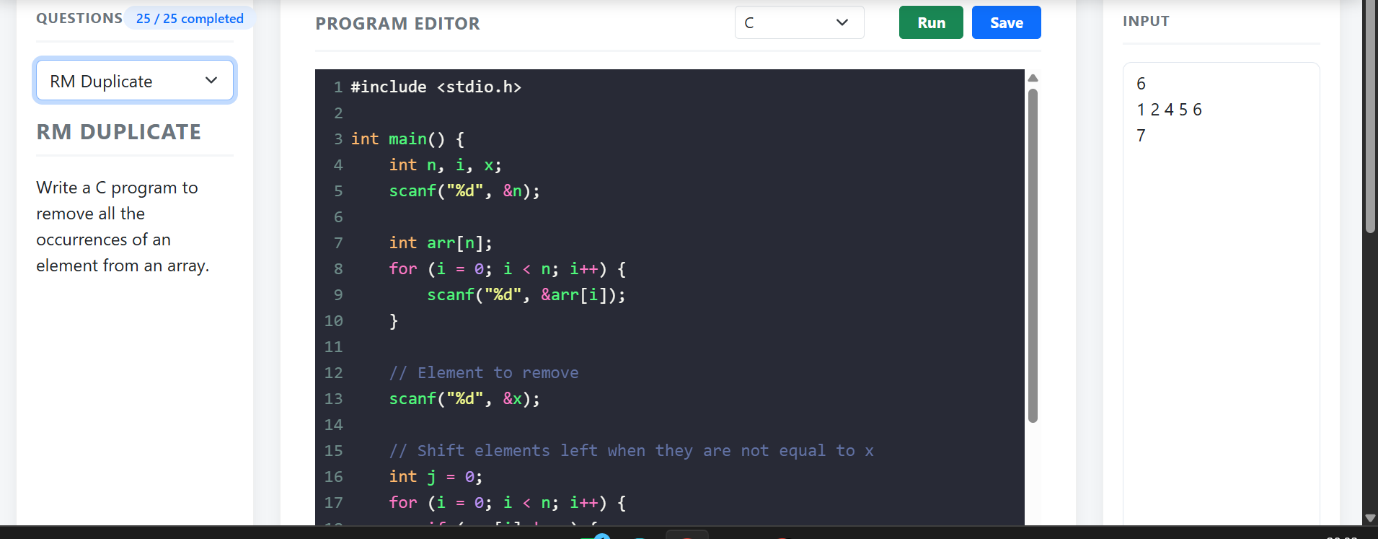 QUESTIONS 25 / 25 completed
RM Duplicate
RM DUPLICATE
Write a C program to
remove all the
occurrences of an
element from an array.
PROGRAM EDITOR
C
Run
Save
1 #include <stdio.h>
2
3 int main() {
4 int n, i, x;
5 scanf("%d", &n);
6
7 int arr[n];
8 for (i = 0; i < n; i++) {
9 scanf("%d", &arr[i]);
10 }
11
12 // Element to remove
13 scanf("%d", &x);
14
15 // Shift elements left when they are not equal to x
16 int j = 0;
17 for (i = 0; i < n; i++) {
INPUT
6
1 2 4 5 6
7